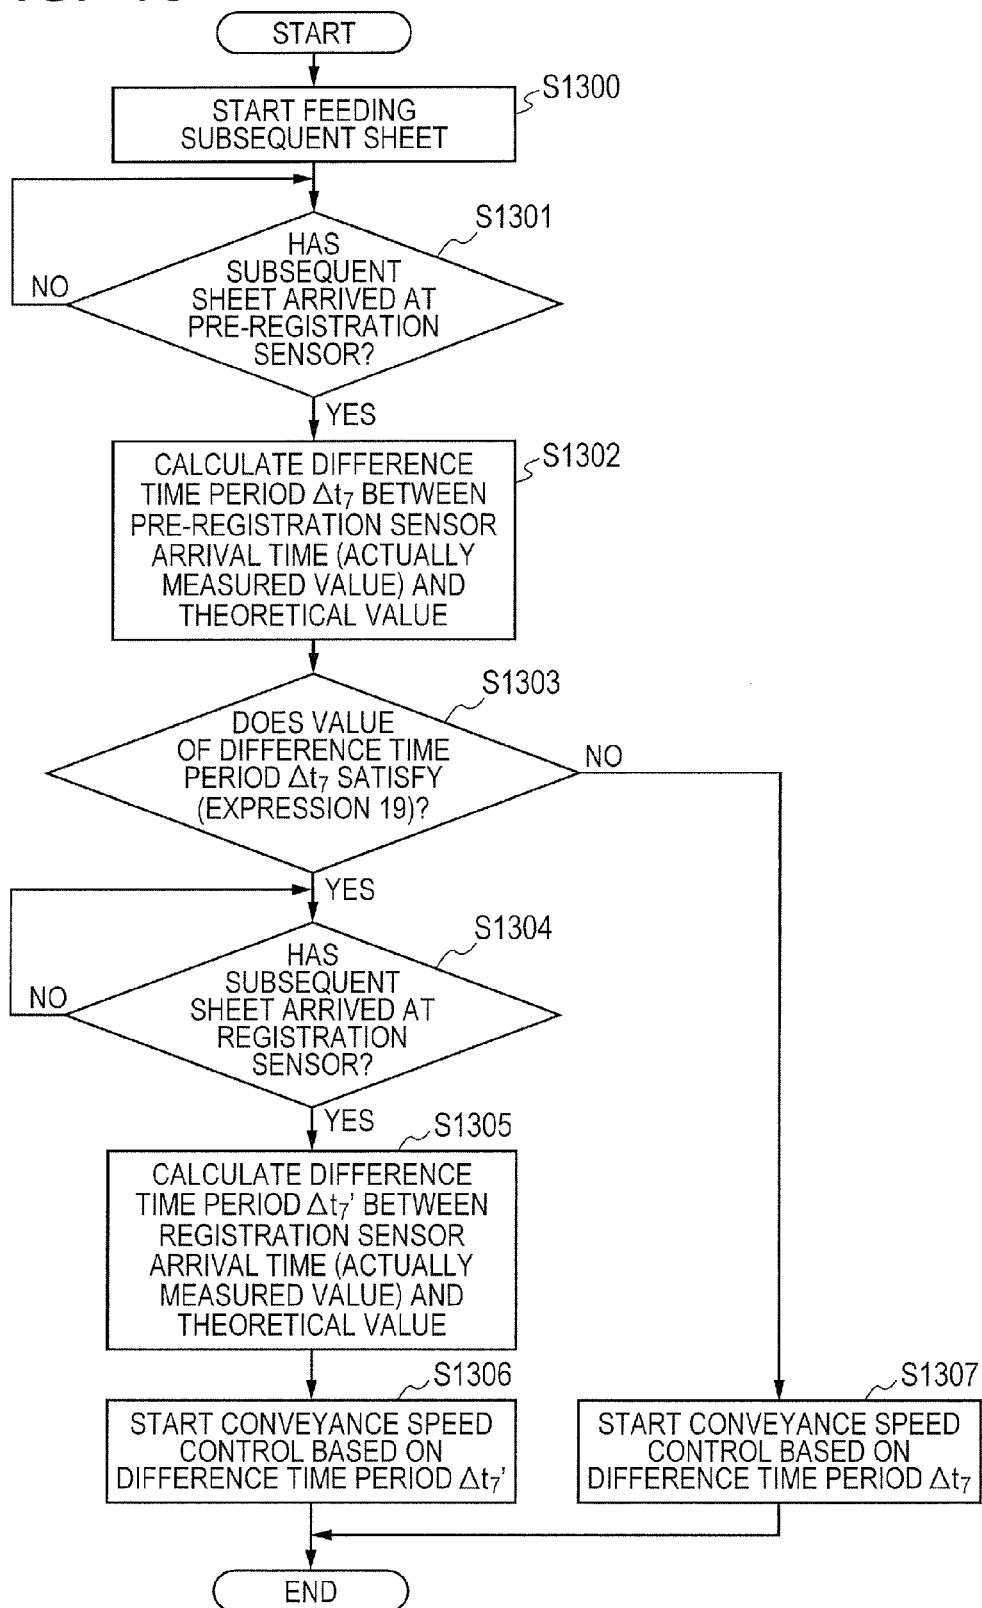 START
S1300
START FEEDING
SUBSEQUENT SHEET
S1301
HAS
SUBSEQUENT
SHEET ARRIVED AT
PRE-REGISTRATION
SENSOR?
NO
YES
S1302
CALCULATE DIFFERENCE
TIME PERIOD Δt7 BETWEEN
PRE-REGISTRATION SENSOR
ARRIVAL TIME (ACTUALLY
MEASURED VALUE) AND
THEORETICAL VALUE
S1303
DOES VALUE
OF DIFFERENCE TIME
PERIOD Δt7 SATISFY
(EXPRESSION 19)?
NO
YES
S1304
HAS
SUBSEQUENT
SHEET ARRIVED AT
REGISTRATION
SENSOR?
NO
YES
S1305
CALCULATE DIFFERENCE
TIME PERIOD Δt7' BETWEEN
REGISTRATION SENSOR
ARRIVAL TIME (ACTUALLY
MEASURED VALUE) AND
THEORETICAL VALUE
S1306
START CONVEYANCE SPEED
CONTROL BASED ON
DIFFERENCE TIME PERIOD Δt7'
S1307
START CONVEYANCE SPEED
CONTROL BASED ON
DIFFERENCE TIME PERIOD Δt7
END